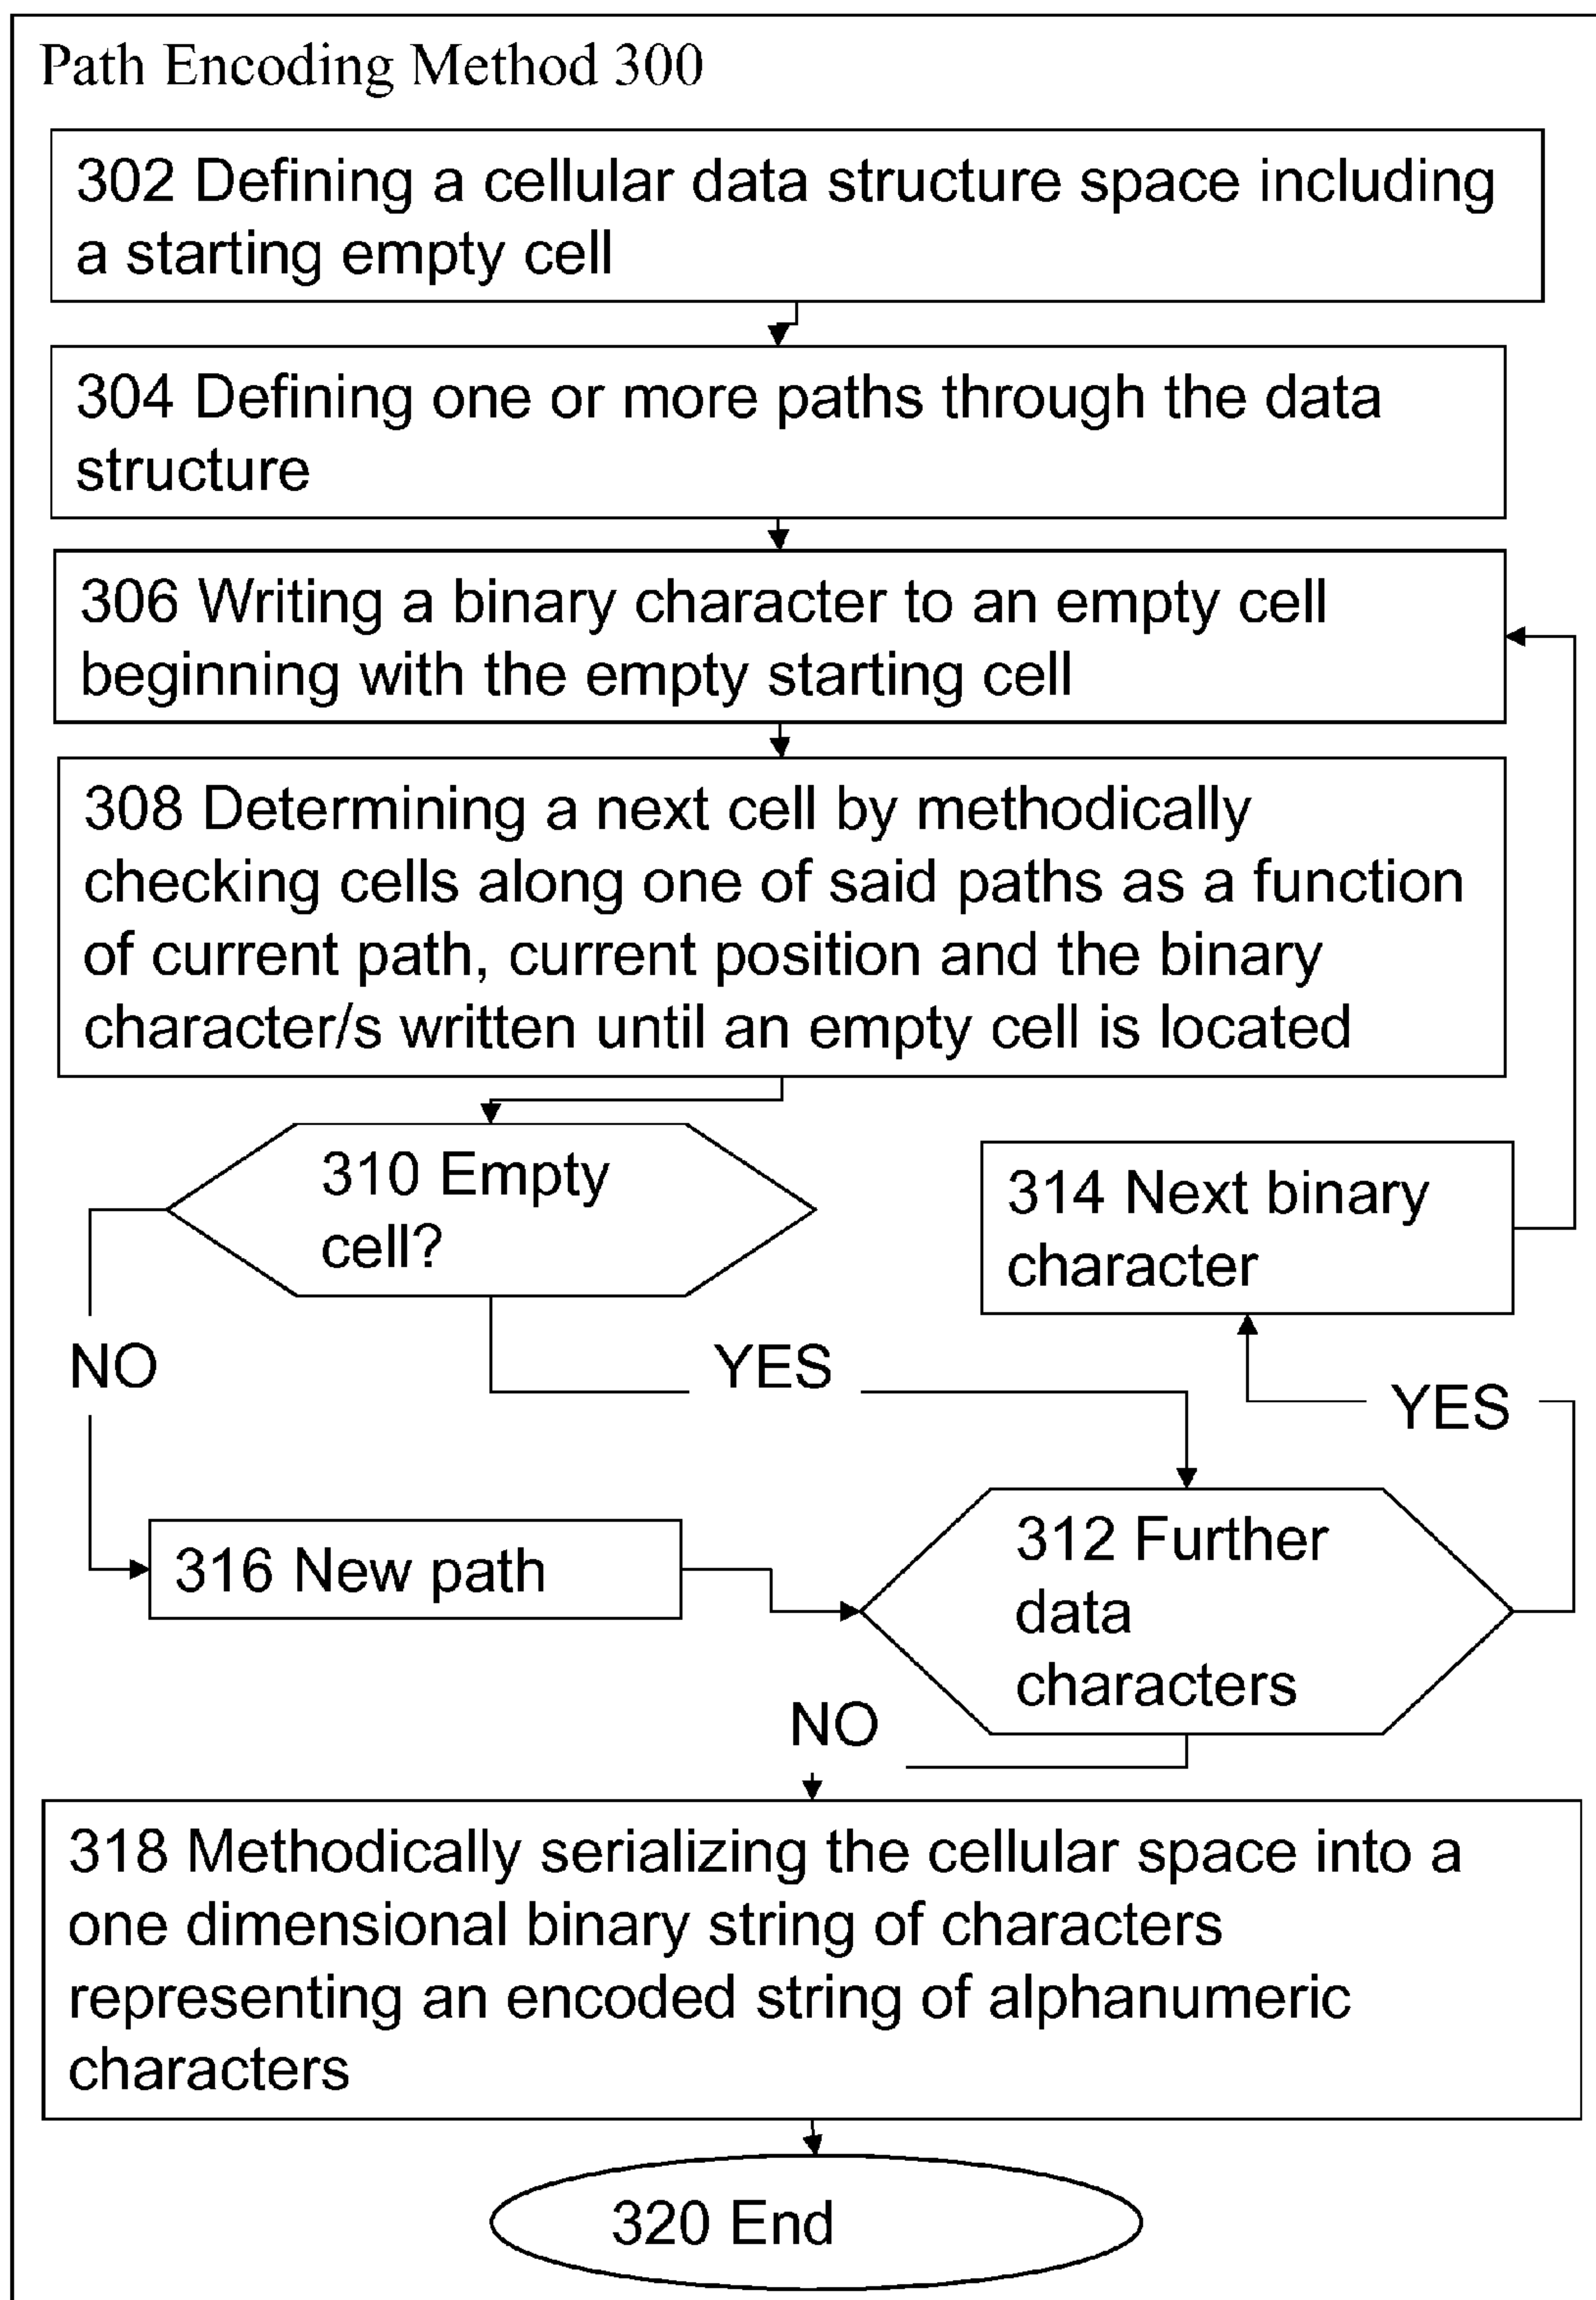 Path Encoding Method 300
302 Defining a cellular data structure space including
a starting empty cell
304 Defining one or more paths through the data
structure
306 Writing a binary character to an empty cell
beginning with the empty starting cell
308 Determining a next cell by methodically
checking cells along one of said paths as a function
of current path, current position and the binary
character/s written until an empty cell is located
310 Empty
cell?
314 Next binary
character
NO
YES
YES
316 New path
312 Further
data
characters
NO
318 Methodically serializing the cellular space into a
one dimensional binary string of characters
representing an encoded string of alphanumeric
characters
320 End